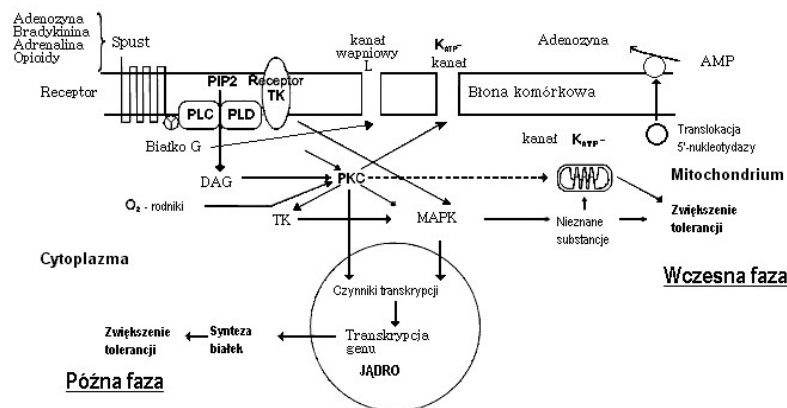 Adenozyna
Bradykinina
Adrenalina
Opioidy
Spust
kanał
wapniowy
L
K_ATP-
kanał
Adenozyna
AMP
Receptor
PIP2
Receptor
TK
Błona komórkowa
PLC
PLD
Białko G
Translokacja
5'-nukleotydazy
kanał K_ATP-
DAG
PKC
Mitochondrium
O₂ - rodniki
TK
MAPK
Nieznane
substancje
Zwiększenie
tolerancji
Cytoplazma
Wczesna faza
Czynniki transkrypcji
Transkrypcja
genu
JĄDRO
Synteza
białek
Zwiększenie
tolerancji
Późna faza